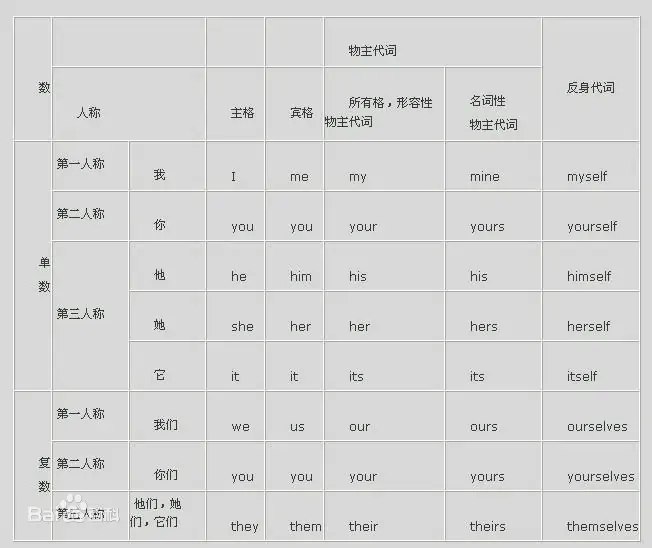 物主代词
数 人称 主格 宾格 所有格，形容性 名词性 反身代词
物主代词 物主代词
单数 第一人称 我 I me my mine myself
第二人称 你 you you your yours yourself
第三人称 他 he him his his himself
她 she her her hers herself
它 it it its its itself
复数 第一人称 我们 we us our ours ourselves
第二人称 你们 you you your yours yourselves
第三人称 他们，她 they them their theirs themselves
们，它们
Bai百科